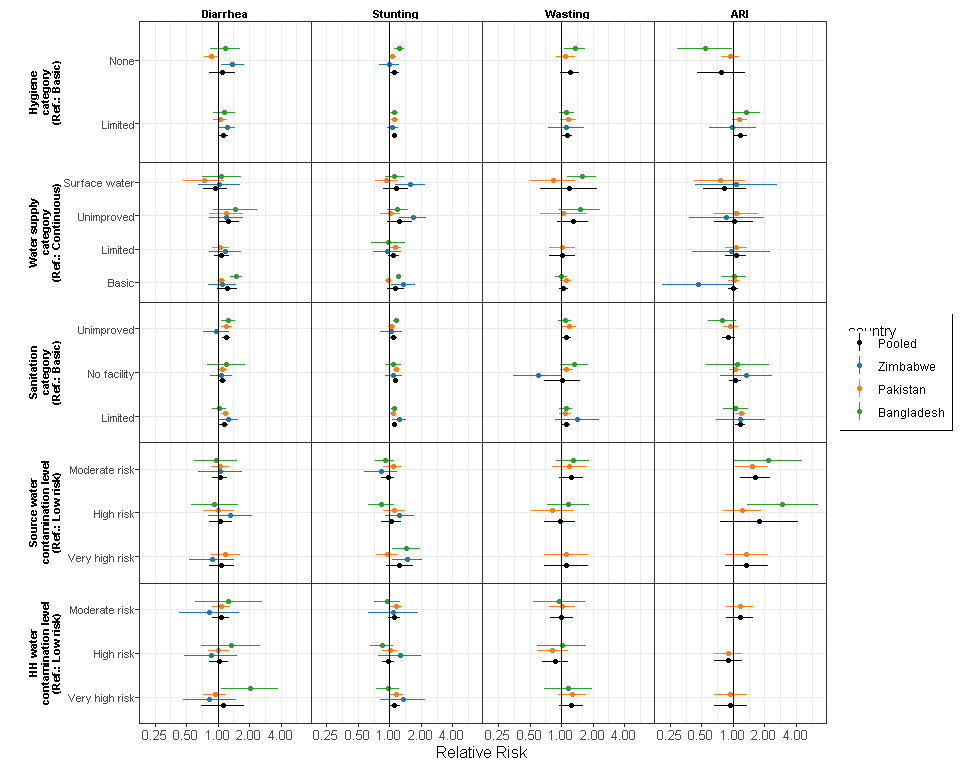 Diarrhea Stunting Wasting ARI
Hygiene
category
(Ref.: Basic)
None
Limited
Water supply
category
(Ref.: Continuous)
Surface water
Unimproved
Limited
Basic
Sanitation
category
(Ref.: Basic)
Unimproved
No facility
Limited
Source water
contamination level
(Ref.: Low risk)
Moderate risk
High risk
Very high risk
HH water
contamination level
(Ref.: Low risk)
Moderate risk
High risk
Very high risk
0.25 0.50 1.00 2.00 4.00 0.25 0.50 1.00 2.00 4.00 0.25 0.50 1.00 2.00 4.00 0.25 0.50 1.00 2.00 4.00
Relative Risk
country
Pooled
Zimbabwe
Pakistan
Bangladesh